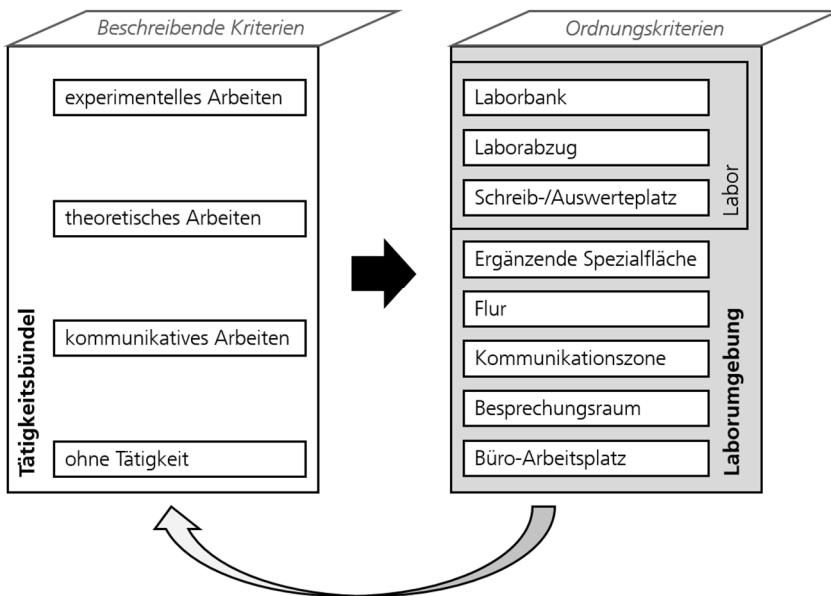 Beschreibende Kriterien
experimentelles Arbeiten
theoretisches Arbeiten
kommunikatives Arbeiten
ohne Tätigkeit
Tätigkeitsbündel
Ordnungskriterien
Laborbank
Laborabzug
Schreib-/Auswerteplatz
Labor
Ergänzende Spezialfläche
Flur
Kommunikationszone
Besprechungsraum
Büro-Arbeitsplatz
Laborumgebung